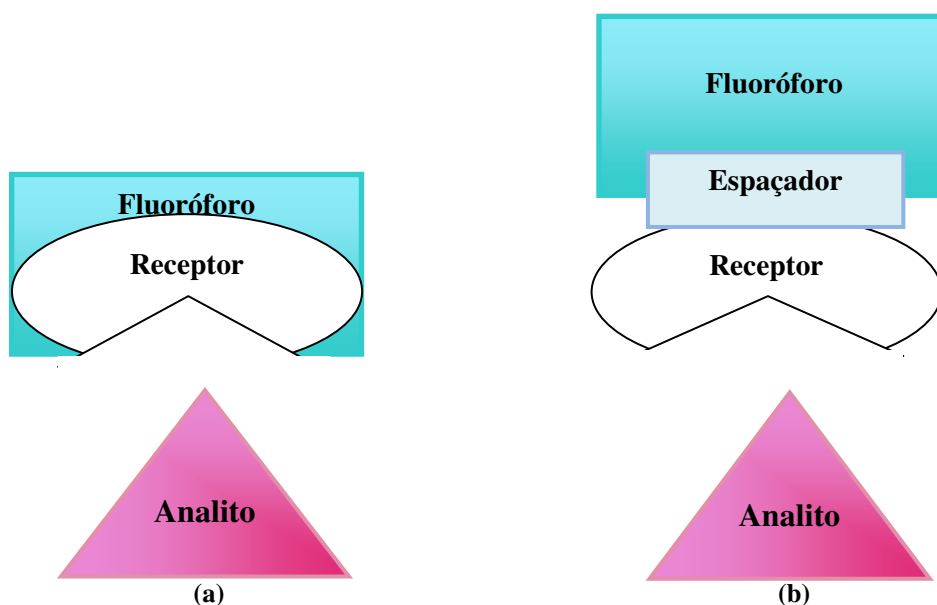 Fluoróforo
Receptor
Analito
(a)
Fluoróforo
Espaçador
Receptor
Analito
(b)